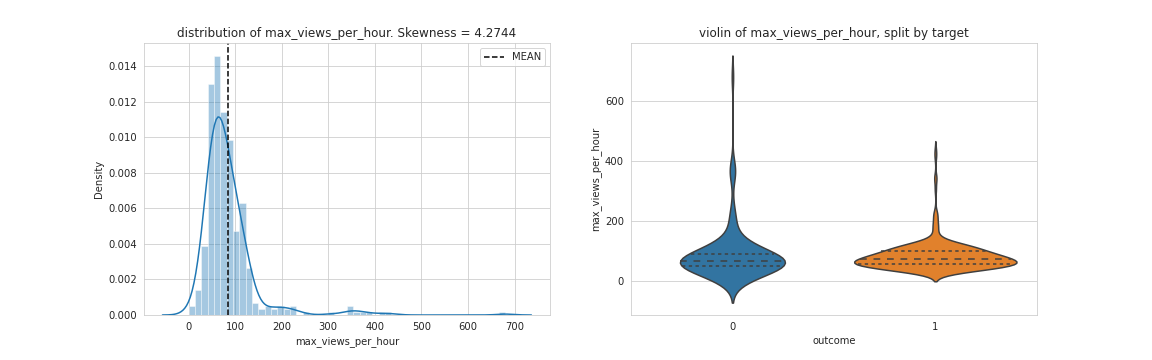 distribution of max_views_per_hour. Skewness = 4.2744
MEAN
0.014
0.012
0.010
0.008
0.006
0.004
0.002
0.000
Density
0 100 200 300 400 500 600 700
max_views_per_hour
violin of max_views_per_hour, split by target
600
400
200
0
max_views_per_hour
0 1
outcome